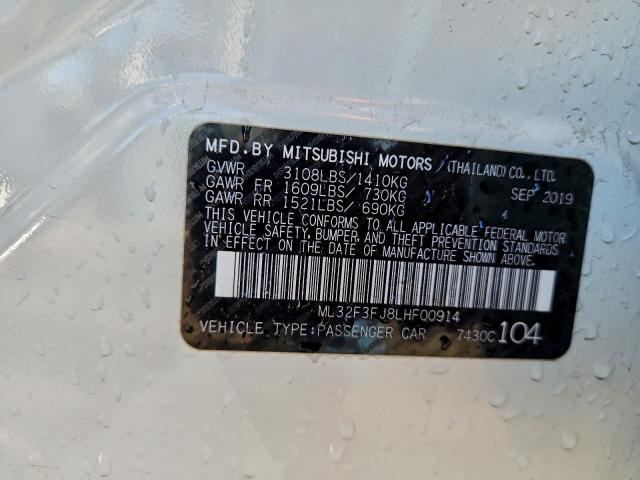 MFD. BY MITSUBISHI MOTORS (THAILAND) CO., LTD.
GVWR 3108LBS/1410KG SEP 2019
GAWR FR 1609LBS/ 730KG
GAWR RR 1521LBS/ 690KG
THIS VEHICLE CONFORMS TO ALL APPLICABLE FEDERAL MOTOR
VEHICLE SAFETY, BUMPER, AND THEFT PREVENTION STANDARDS
IN EFFECT ON THE DATE OF MANUFACTURE SHOWN ABOVE.
ML32F3FJ8LHF00914
VEHICLE TYPE:PASSENGER CAR 7430C 104